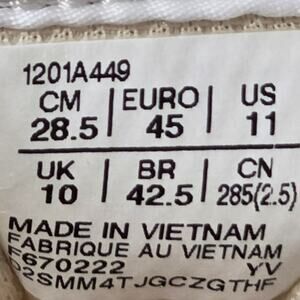 1201A449
CM | EURO | US
28.5 | 45 | 11
UK | BR | CN
10 | 42.5 | 285(2.5)
MADE IN VIETNAM
FABRIQUE AU VIETNAM
F670222 YV
D2SMM4TJGCZGTHF